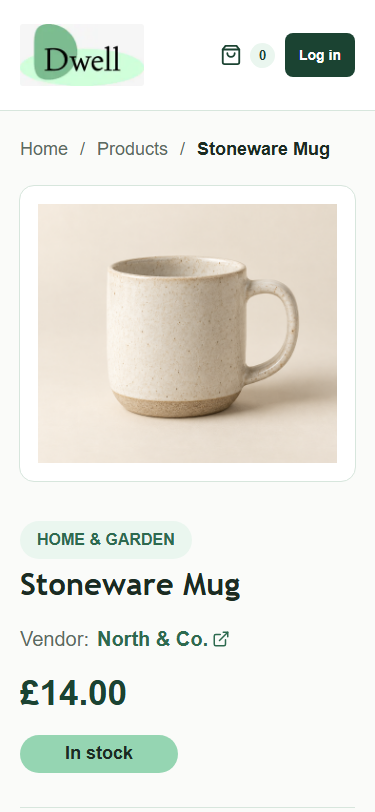 Dwell
0
Log in
Home / Products / Stoneware Mug
HOME & GARDEN
Stoneware Mug
Vendor: North & Co.
£14.00
In stock